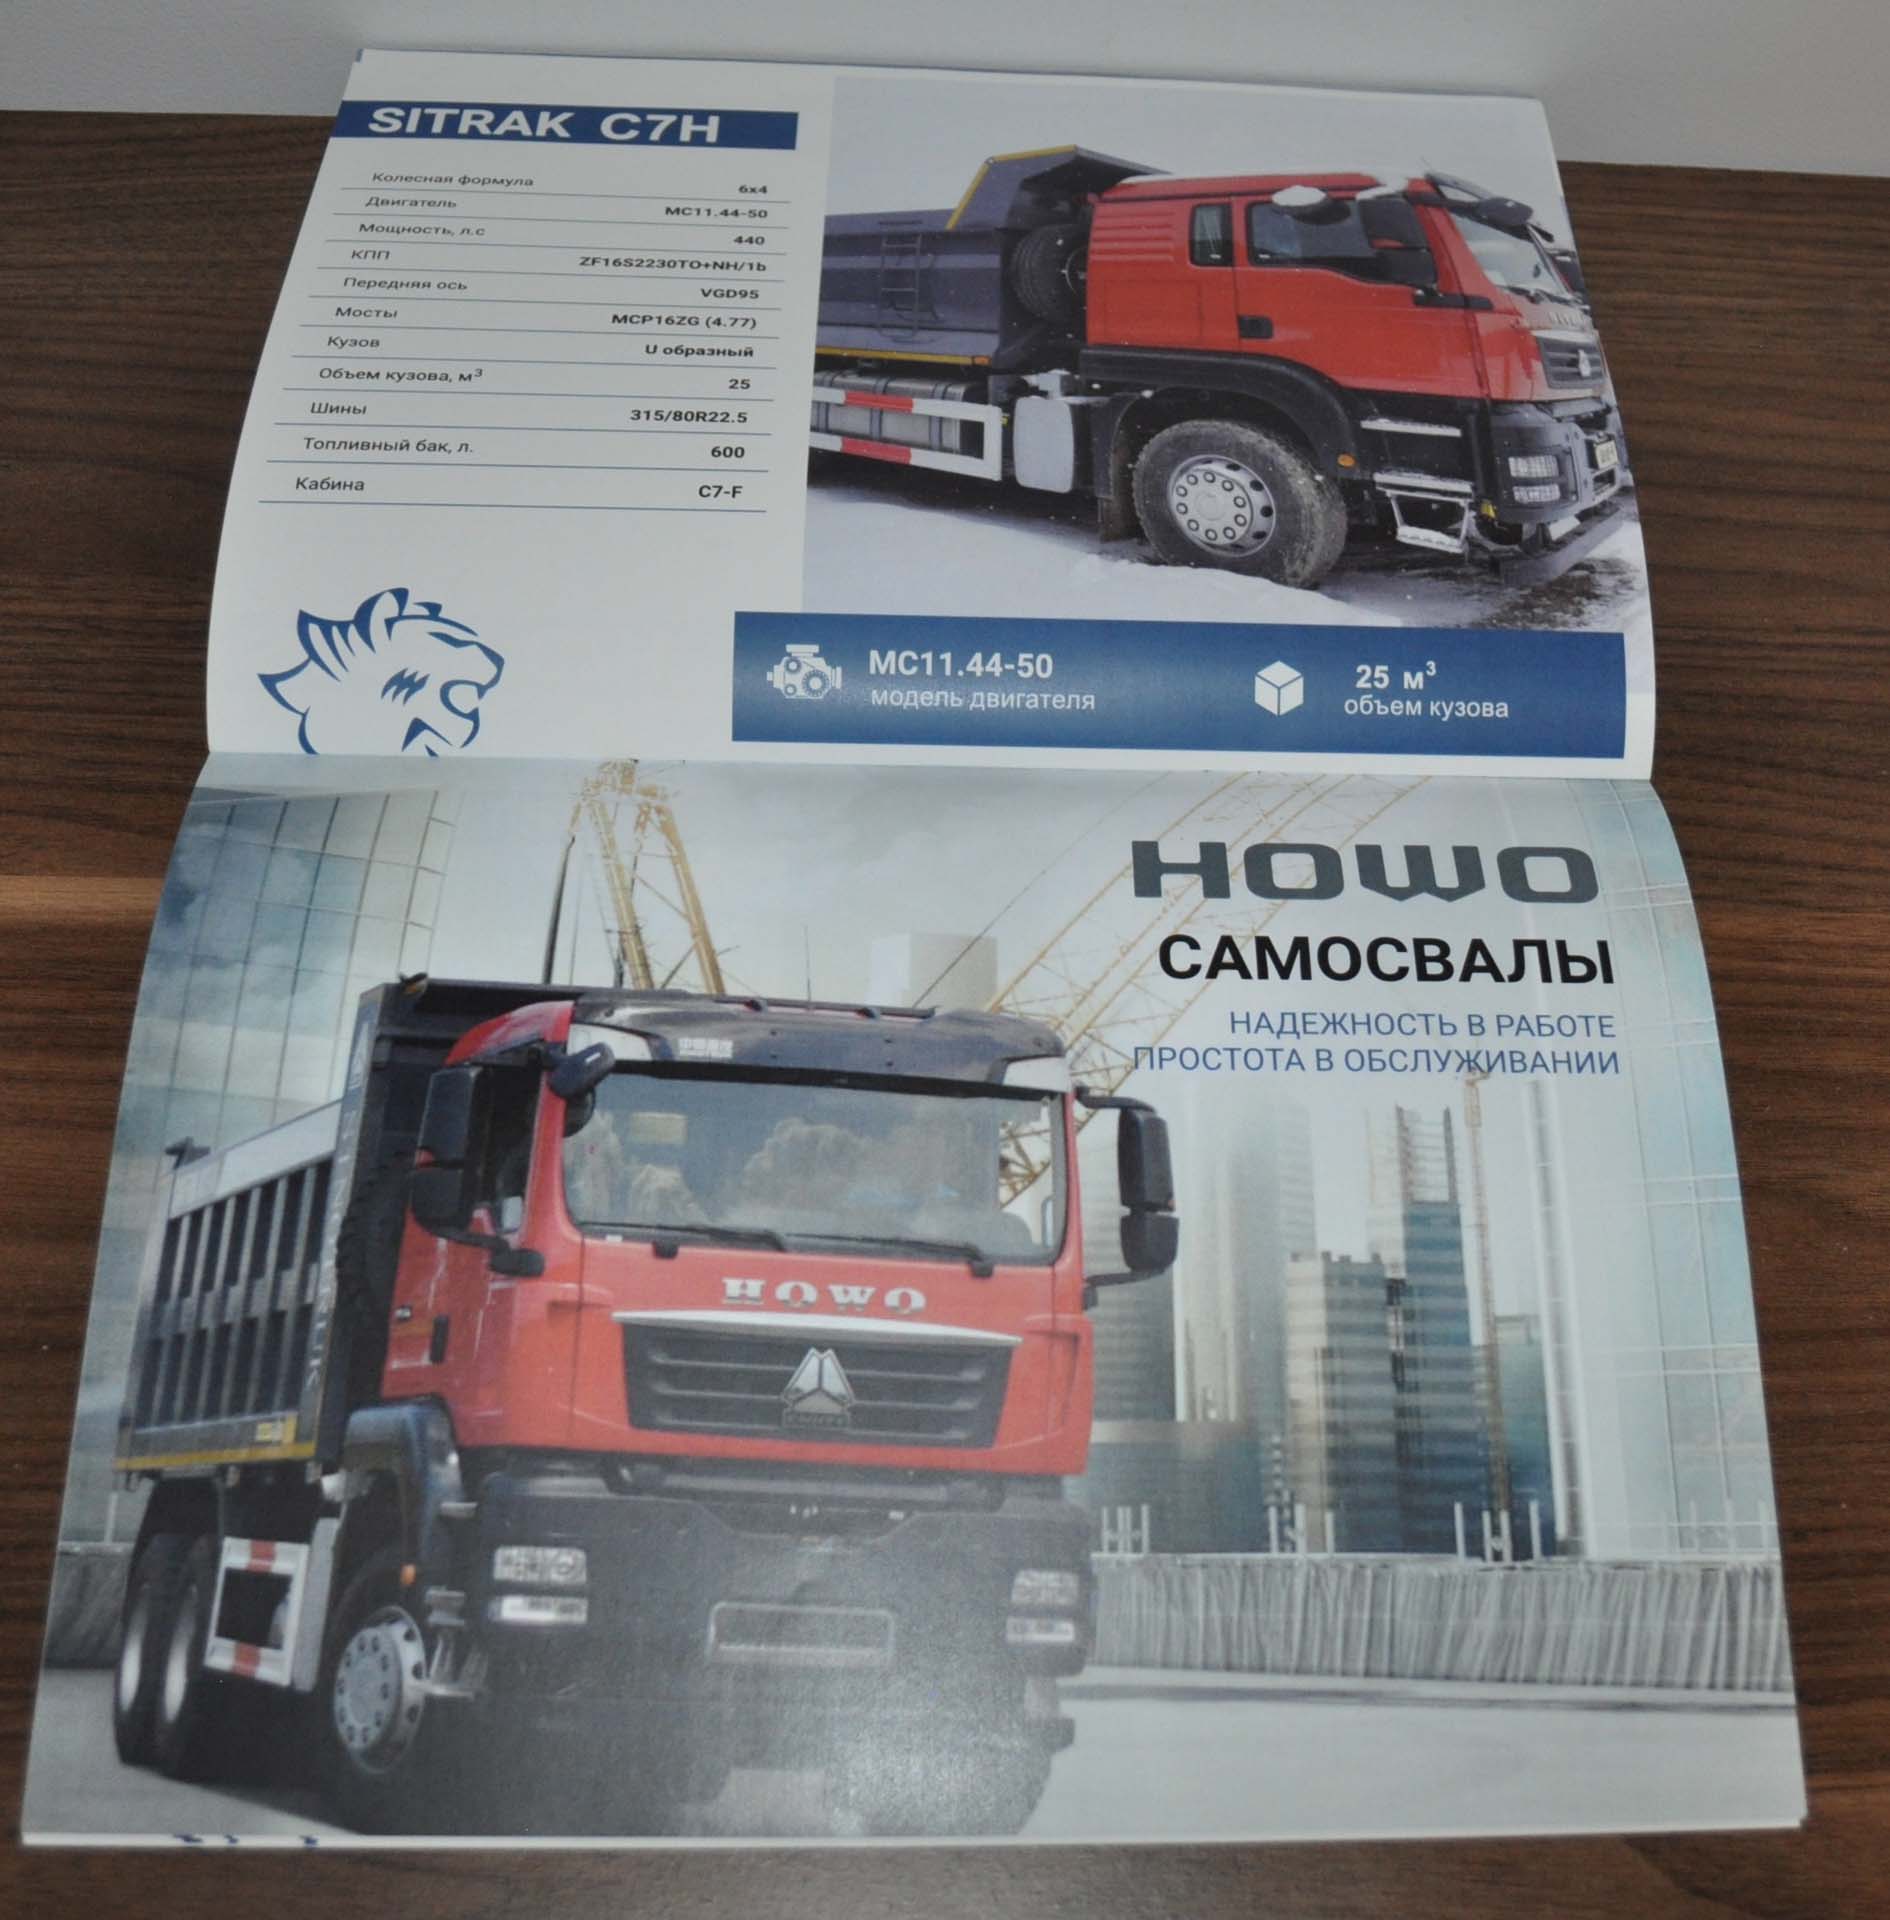 SITRAK C7H
Колесная формула 6x4
Двигатель MC11.44-50
Мощность, л.с 440
КПП ZF16S2230TO+NH/1b
Передняя ось VGD95
Мосты MCP16ZG (4.77)
Кузов U образный
Объем кузова, м³ 25
Шины 315/80R22.5
Топливный бак, л. 600
Кабина C7-F
MC11.44-50
модель двигателя
25 м³
объем кузова
HOWO
САМОСВАЛЫ
НАДЕЖНОСТЬ В РАБОТЕ
ПРОСТОТА В ОБСЛУЖИВАНИИ
HOWO